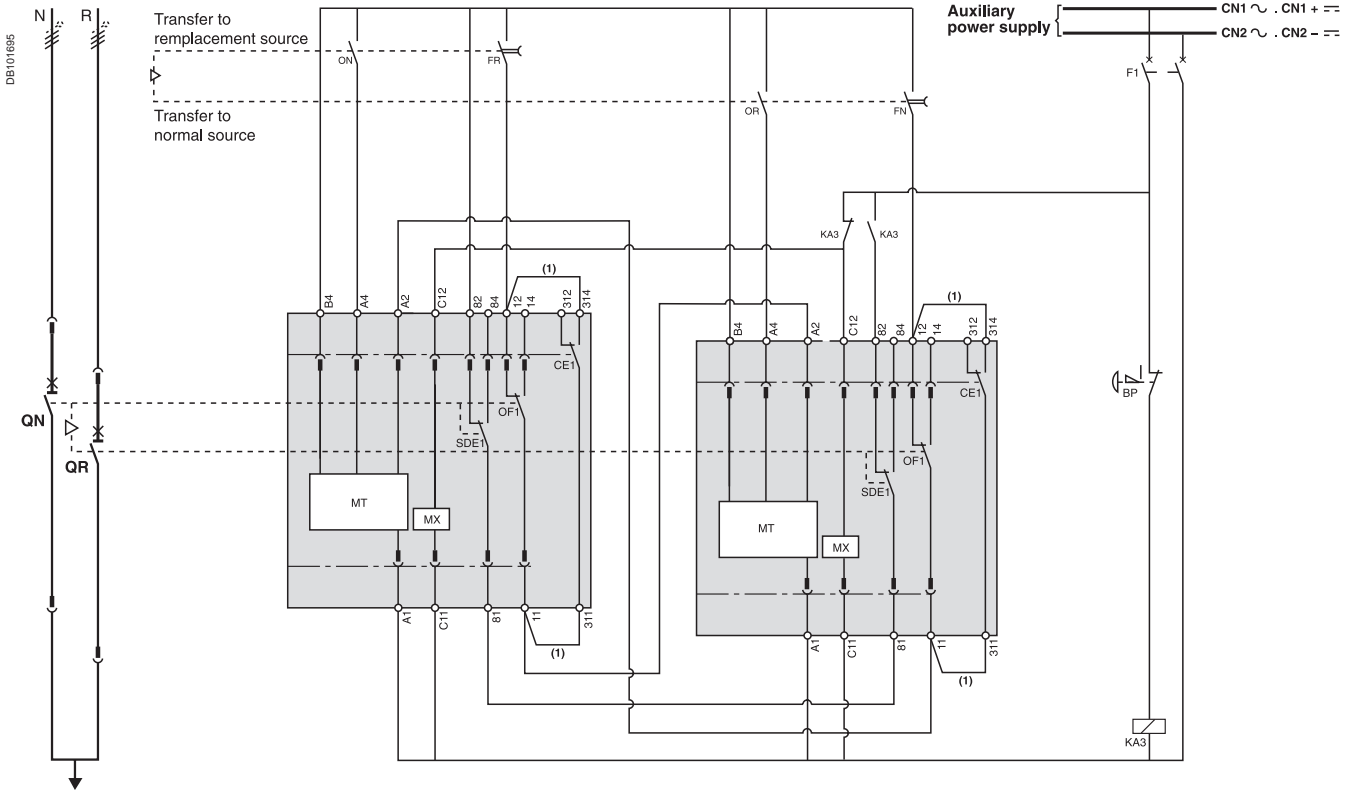 DB101695
N
R
Transfer to
remplacement source
ON
FR
Transfer to
normal source
OR
FN
Auxiliary
power supply
CN1 ∿ . CN1 + ⎓
CN2 ∿ . CN2 – ⎓
F1
KA3
KA3
(1)
B4
A4
A2
C12
82
84
12
14
312
314
CE1
OF1
SDE1
MT
MX
A1
C11
81
11
311
(1)
(1)
B4
A4
A2
C12
82
84
12
14
312
314
CE1
OF1
SDE1
MT
MX
A1
C11
81
11
311
(1)
QN
QR
BP
KA3